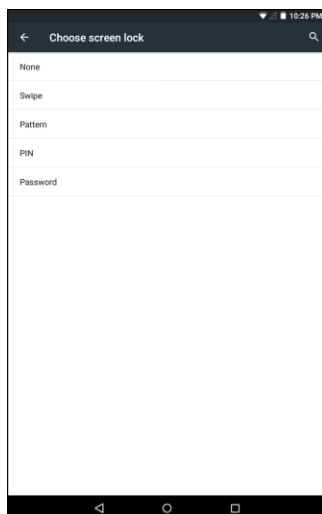 10:26 PM
Choose screen lock
None
Swipe
Pattern
PIN
Password